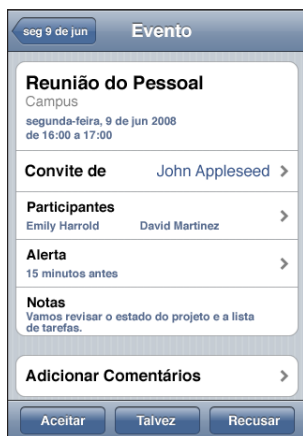 seg 9 de jun
Evento
Reunião do Pessoal
Campus
segunda-feira, 9 de jun 2008
de 16:00 a 17:00
Convite de John Appleseed
Participantes
Emily Harrold David Martinez
Alerta
15 minutos antes
Notas
Vamos revisar o estado do projeto e a lista
de tarefas.
Adicionar Comentários
Aceitar Talvez Recusar